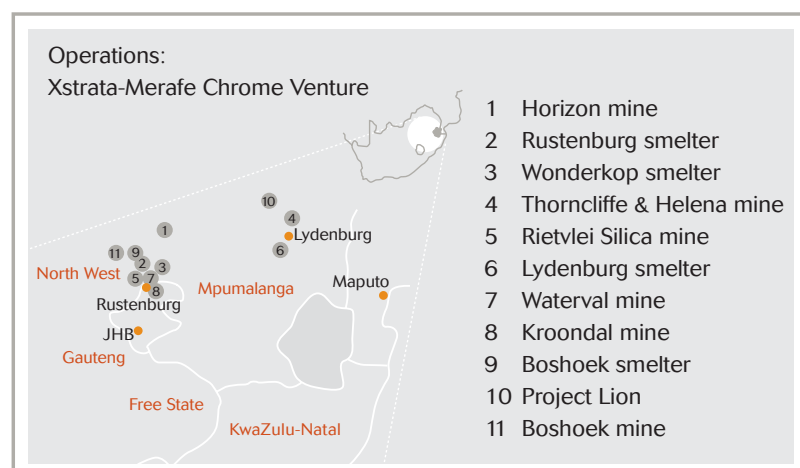 Operations:
Xstrata-Merafe Chrome Venture
1 Horizon mine
2 Rustenburg smelter
3 Wonderkop smelter
4 Thorncliffe & Helena mine
5 Rietvlei Silica mine
6 Lydenburg smelter
7 Waterval mine
8 Kroondal mine
9 Boshoek smelter
10 Project Lion
11 Boshoek mine
10
4
1
Lydenburg
11
9
6
2
3
North West
5
7
Mpumalanga
Maputo
8
Rustenburg
JHB
Gauteng
Free State
KwaZulu-Natal